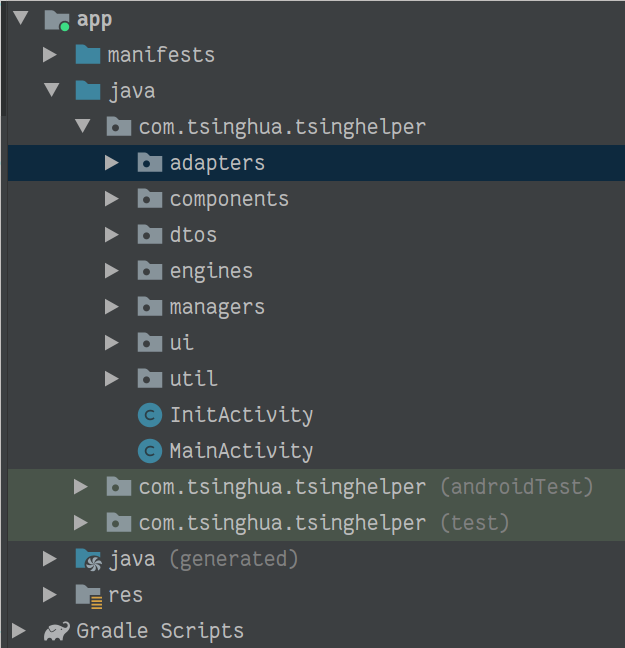 app
manifests
java
com.tsinghua.tsinghelper
adapters
components
dtos
engines
managers
ui
util
C InitActivity
C MainActivity
com.tsinghua.tsinghelper (androidTest)
com.tsinghua.tsinghelper (test)
java (generated)
res
Gradle Scripts